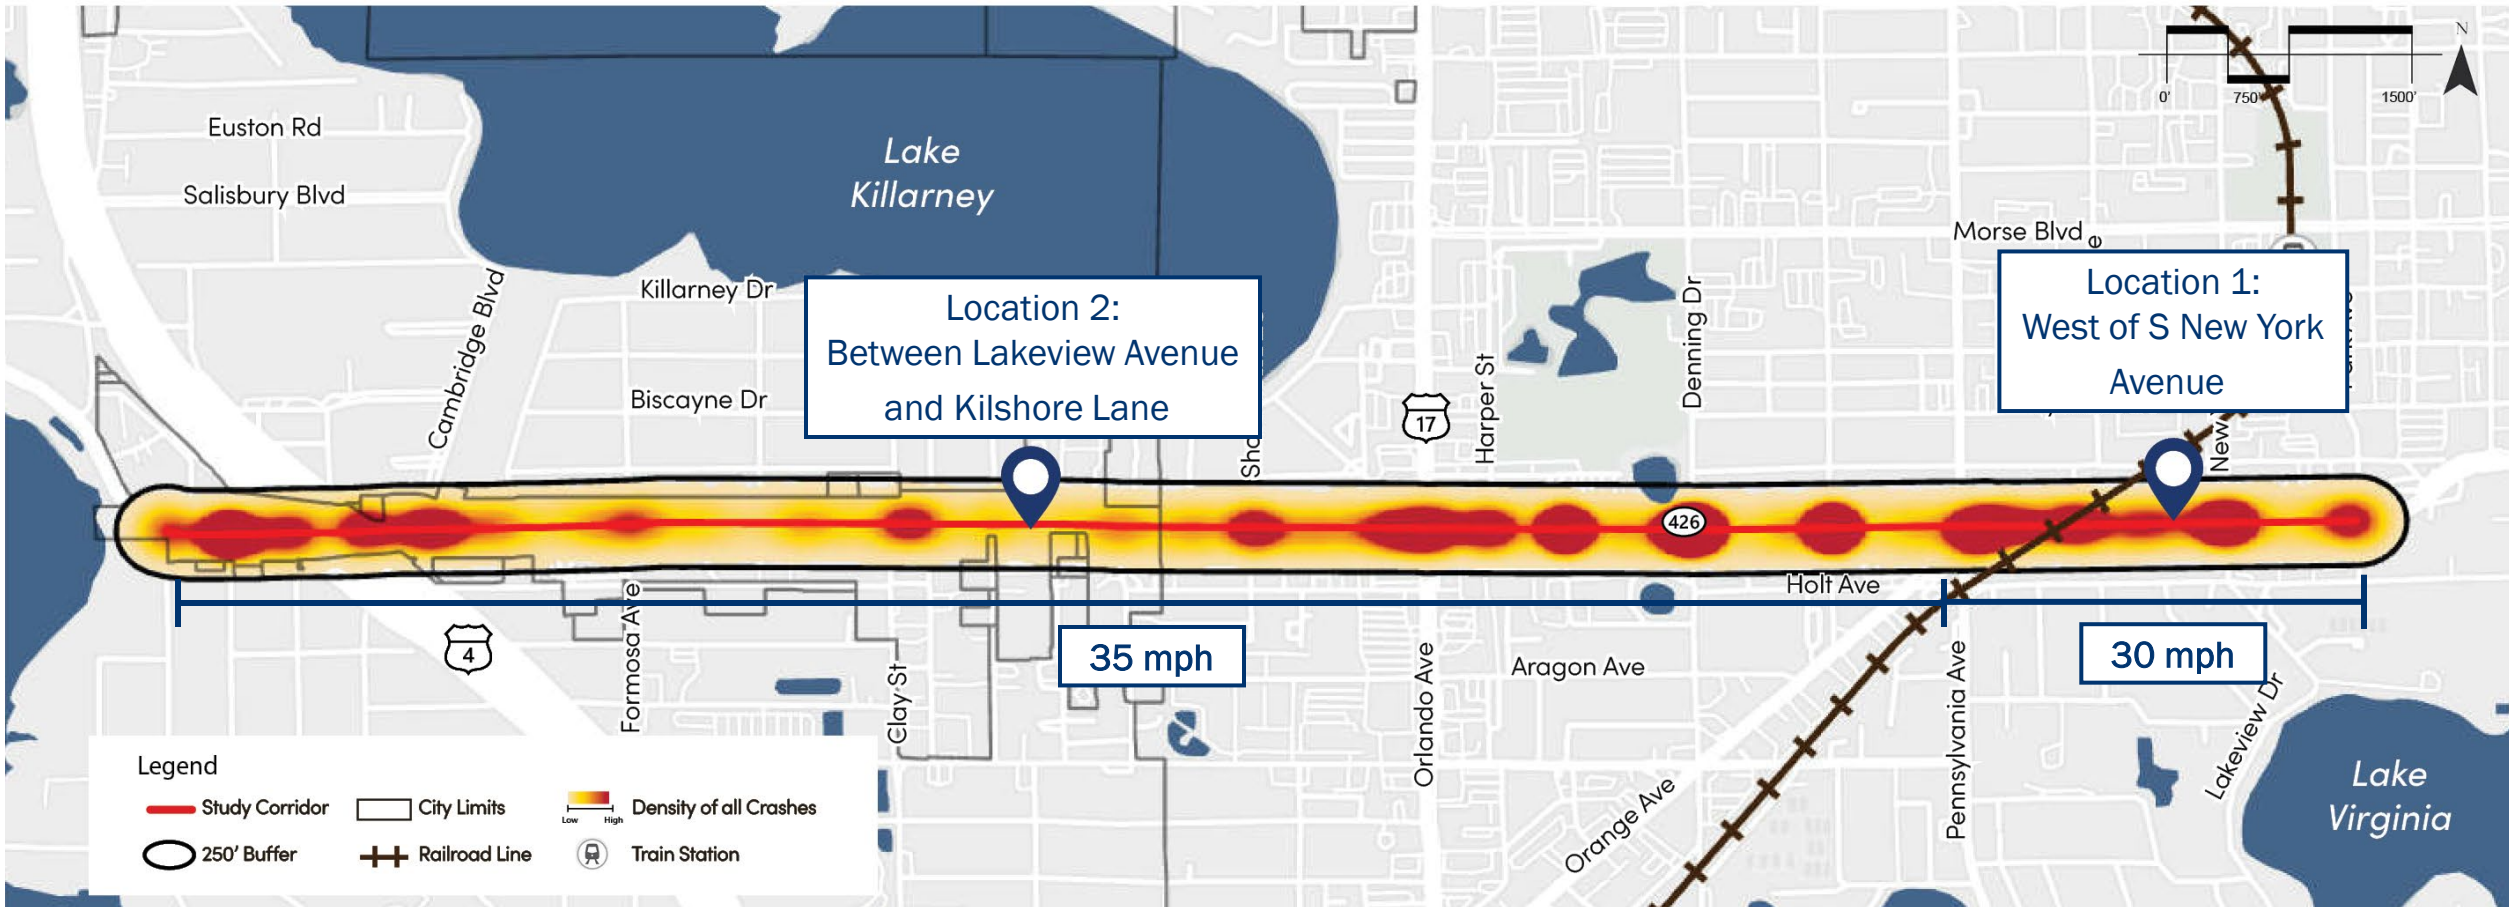 N
0'
750'
1500'
Euston Rd
Salisbury Blvd
Lake
Killarney
Morse Blvd
e
Killarney Dr
Cambridge Blvd
Biscayne Dr
Location 2:
Between Lakeview Avenue
and Kilshore Lane
Location 1:
West of S New York
Avenue
Sho
17
Harper St
Denning Dr
New
426
Holt Ave
4
Formosa Ave
Clay St
35 mph
Orlando Ave
Aragon Ave
Orange Ave
Pennsylvania Ave
30 mph
Lakeview Dr
Lake
Virginia
Legend
Study Corridor
City Limits
Low
High
Density of all Crashes
250' Buffer
Railroad Line
Train Station